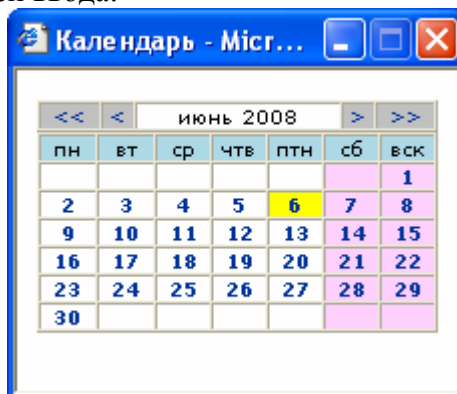 ей ввода.
Календарь - Micr...
<< < июнь 2008 > >>
пн вт ср чтв птн сб вск
1
2 3 4 5 6 7 8
9 10 11 12 13 14 15
16 17 18 19 20 21 22
23 24 25 26 27 28 29
30